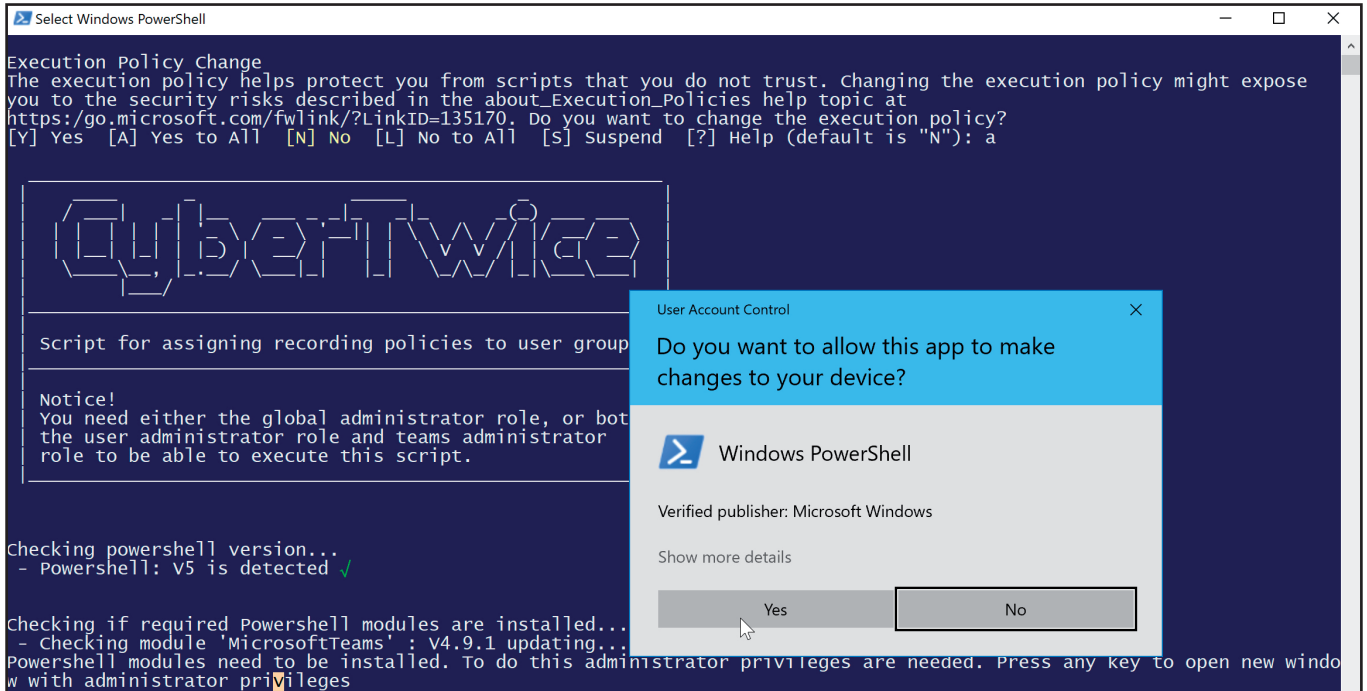 Select Windows PowerShell
Execution Policy Change
The execution policy helps protect you from scripts that you do not trust. Changing the execution policy might expose
you to the security risks described in the about_Execution_Policies help topic at
https:/go.microsoft.com/fwlink/?LinkID=135170. Do you want to change the execution policy?
[Y] Yes  [A] Yes to All  [N] No  [L] No to All  [S] Suspend  [?] Help (default is "N"): a
CyberTwice
Script for assigning recording policies to user group
Notice!
You need either the global administrator role, or bot
the user administrator role and teams administrator
role to be able to execute this script.
Checking powershell version...
- Powershell: V5 is detected √
Checking if required Powershell modules are installed...
- Checking module 'MicrosoftTeams' : V4.9.1 updating...
Powershell modules need to be installed. To do this administrator privileges are needed. Press any key to open new windo
w with administrator privileges
User Account Control
Do you want to allow this app to make
changes to your device?
Windows PowerShell
Verified publisher: Microsoft Windows
Show more details
Yes
No